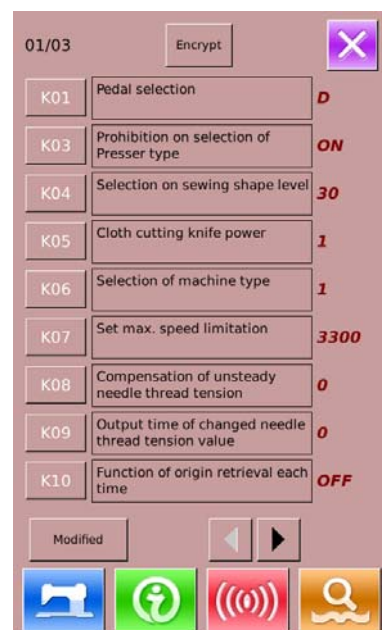 01/03 Encrypt
K01 Pedal selection D
K03 Prohibition on selection of
Presser type ON
K04 Selection on sewing shape level 30
K05 Cloth cutting knife power 1
K06 Selection of machine type 1
K07 Set max. speed limitation 3300
K08 Compensation of unsteady
needle thread tension 0
K09 Output time of changed needle
thread tension value 0
K10 Function of origin retrieval each
time OFF
Modified